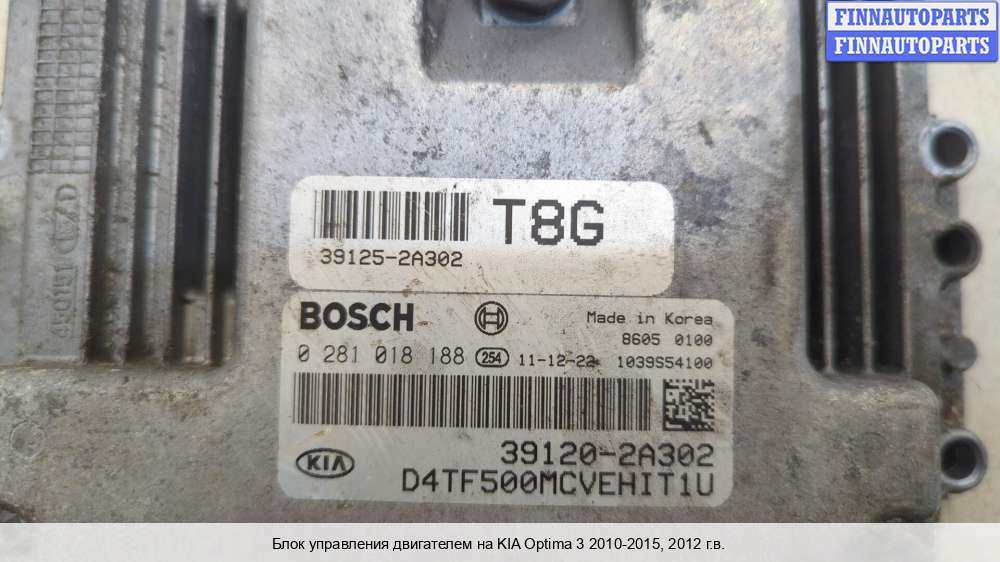 FINNAUTOPARTS
FINNAUTOPARTS
T8G
39125-2A302
BOSCH
Made in Korea
8605 0100
0 281 018 188 254 11-12-22 1039S54100
39120-2A302
KIA
D4TF500MCVEHIT1U
Блок управления двигателем на KIA Optima 3 2010-2015, 2012 г.в.